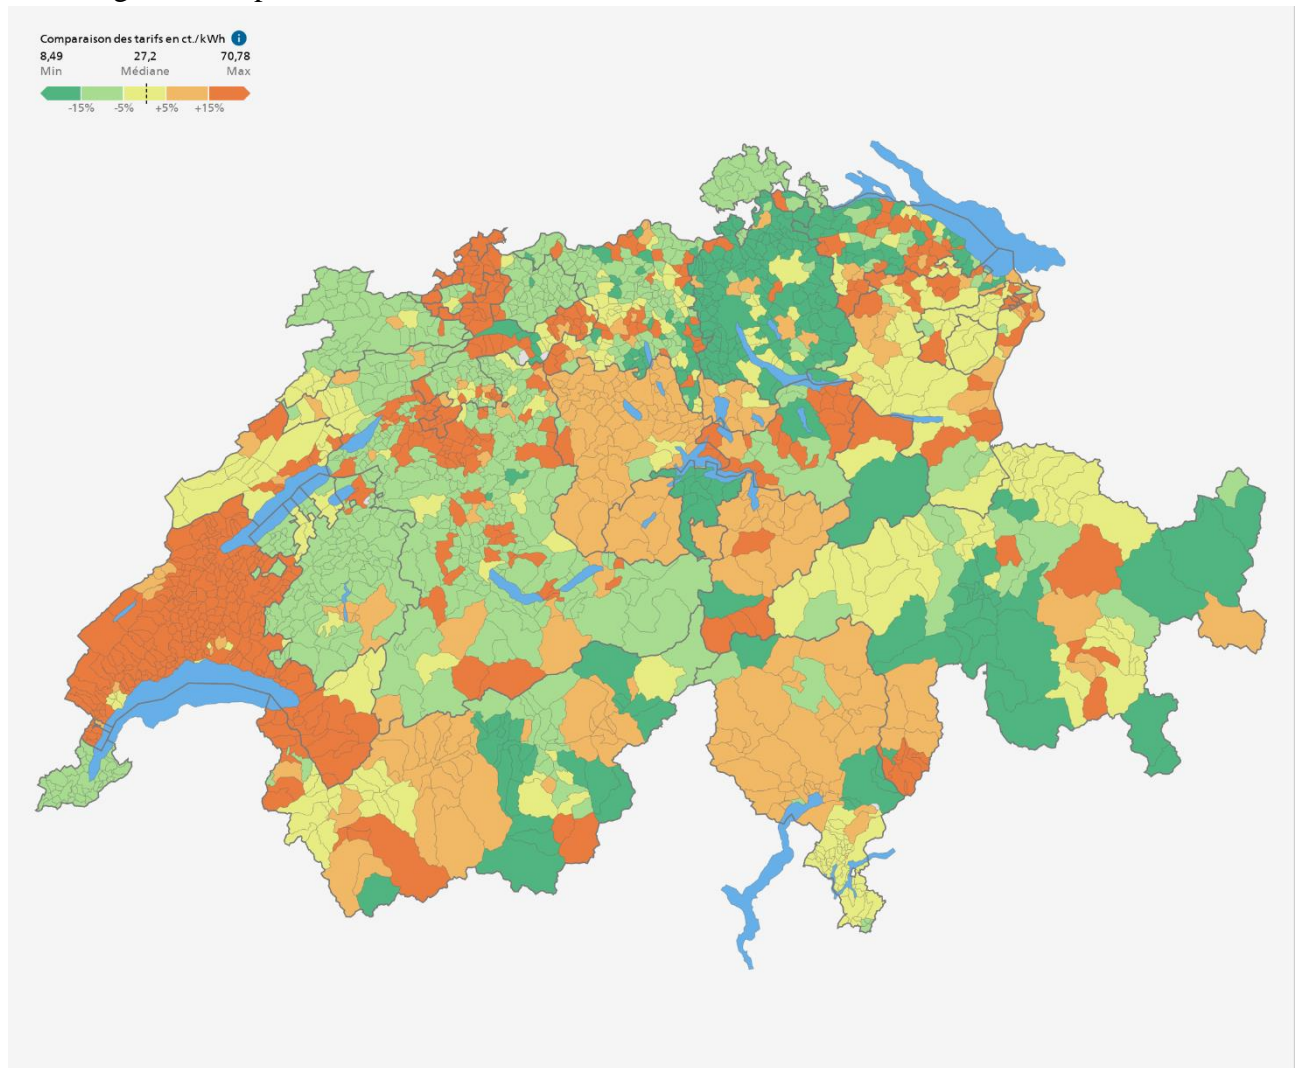 Comparaison des tarifs en ct./kWh i
8,49 27,2 70,78
Min Médiane Max
-15% -5% +5% +15%